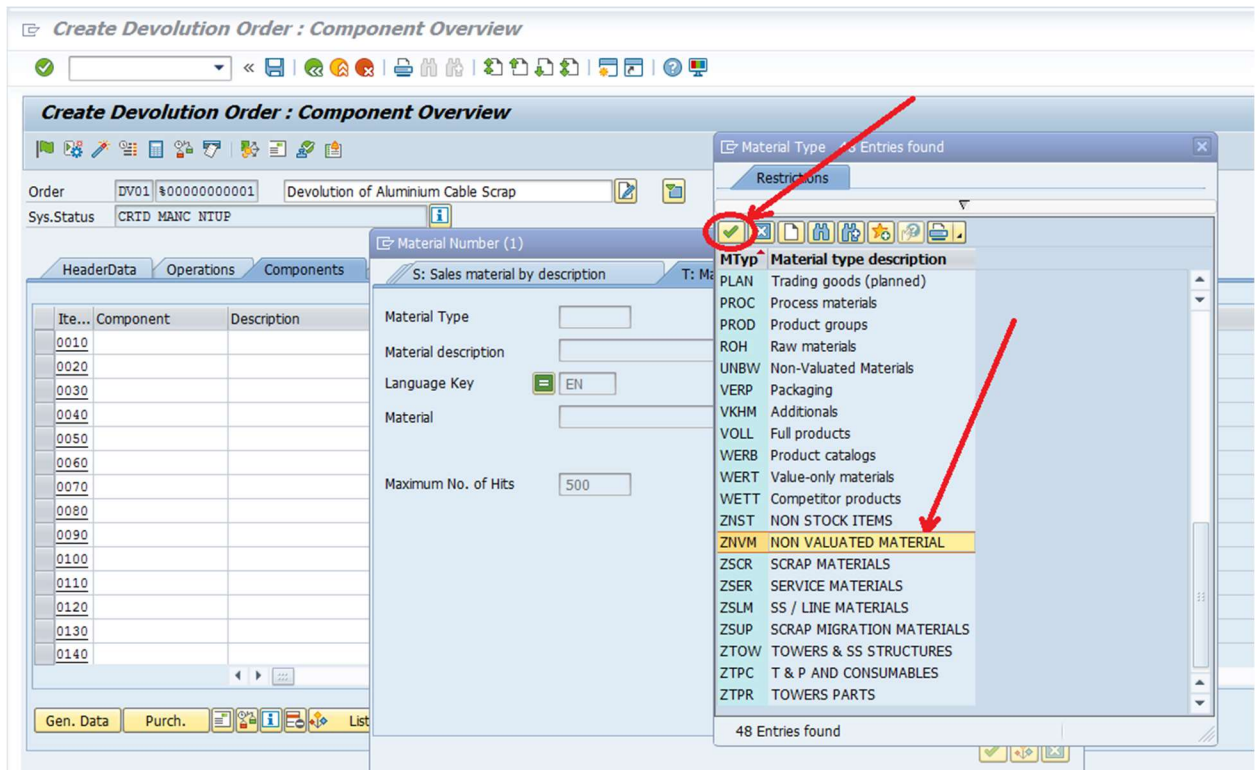 Create Devolution Order : Component Overview
Create Devolution Order : Component Overview
Order DV01 %00000000001 Devolution of Aluminium Cable Scrap
Sys.Status CRTD MANC NTUP
HeaderData Operations Components
Ite... Component Description
0010
0020
0030
0040
0050
0060
0070
0080
0090
0100
0110
0120
0130
0140
Gen. Data Purch. List
Material Number (1)
S: Sales material by description T: Ma
Material Type
Material description
Language Key = EN
Material
Maximum No. of Hits 500
Material Type 48 Entries found
Restrictions
MTyp Material type description
PLAN Trading goods (planned)
PROC Process materials
PROD Product groups
ROH Raw materials
UNBW Non-Valuated Materials
VERP Packaging
VKHM Additionals
VOLL Full products
WERB Product catalogs
WERT Value-only materials
WETT Competitor products
ZNST NON STOCK ITEMS
ZNVM NON VALUATED MATERIAL
ZSCR SCRAP MATERIALS
ZSER SERVICE MATERIALS
ZSLM SS / LINE MATERIALS
ZSUP SCRAP MIGRATION MATERIALS
ZTOW TOWERS & SS STRUCTURES
ZTPC T & P AND CONSUMABLES
ZTPR TOWERS PARTS
48 Entries found